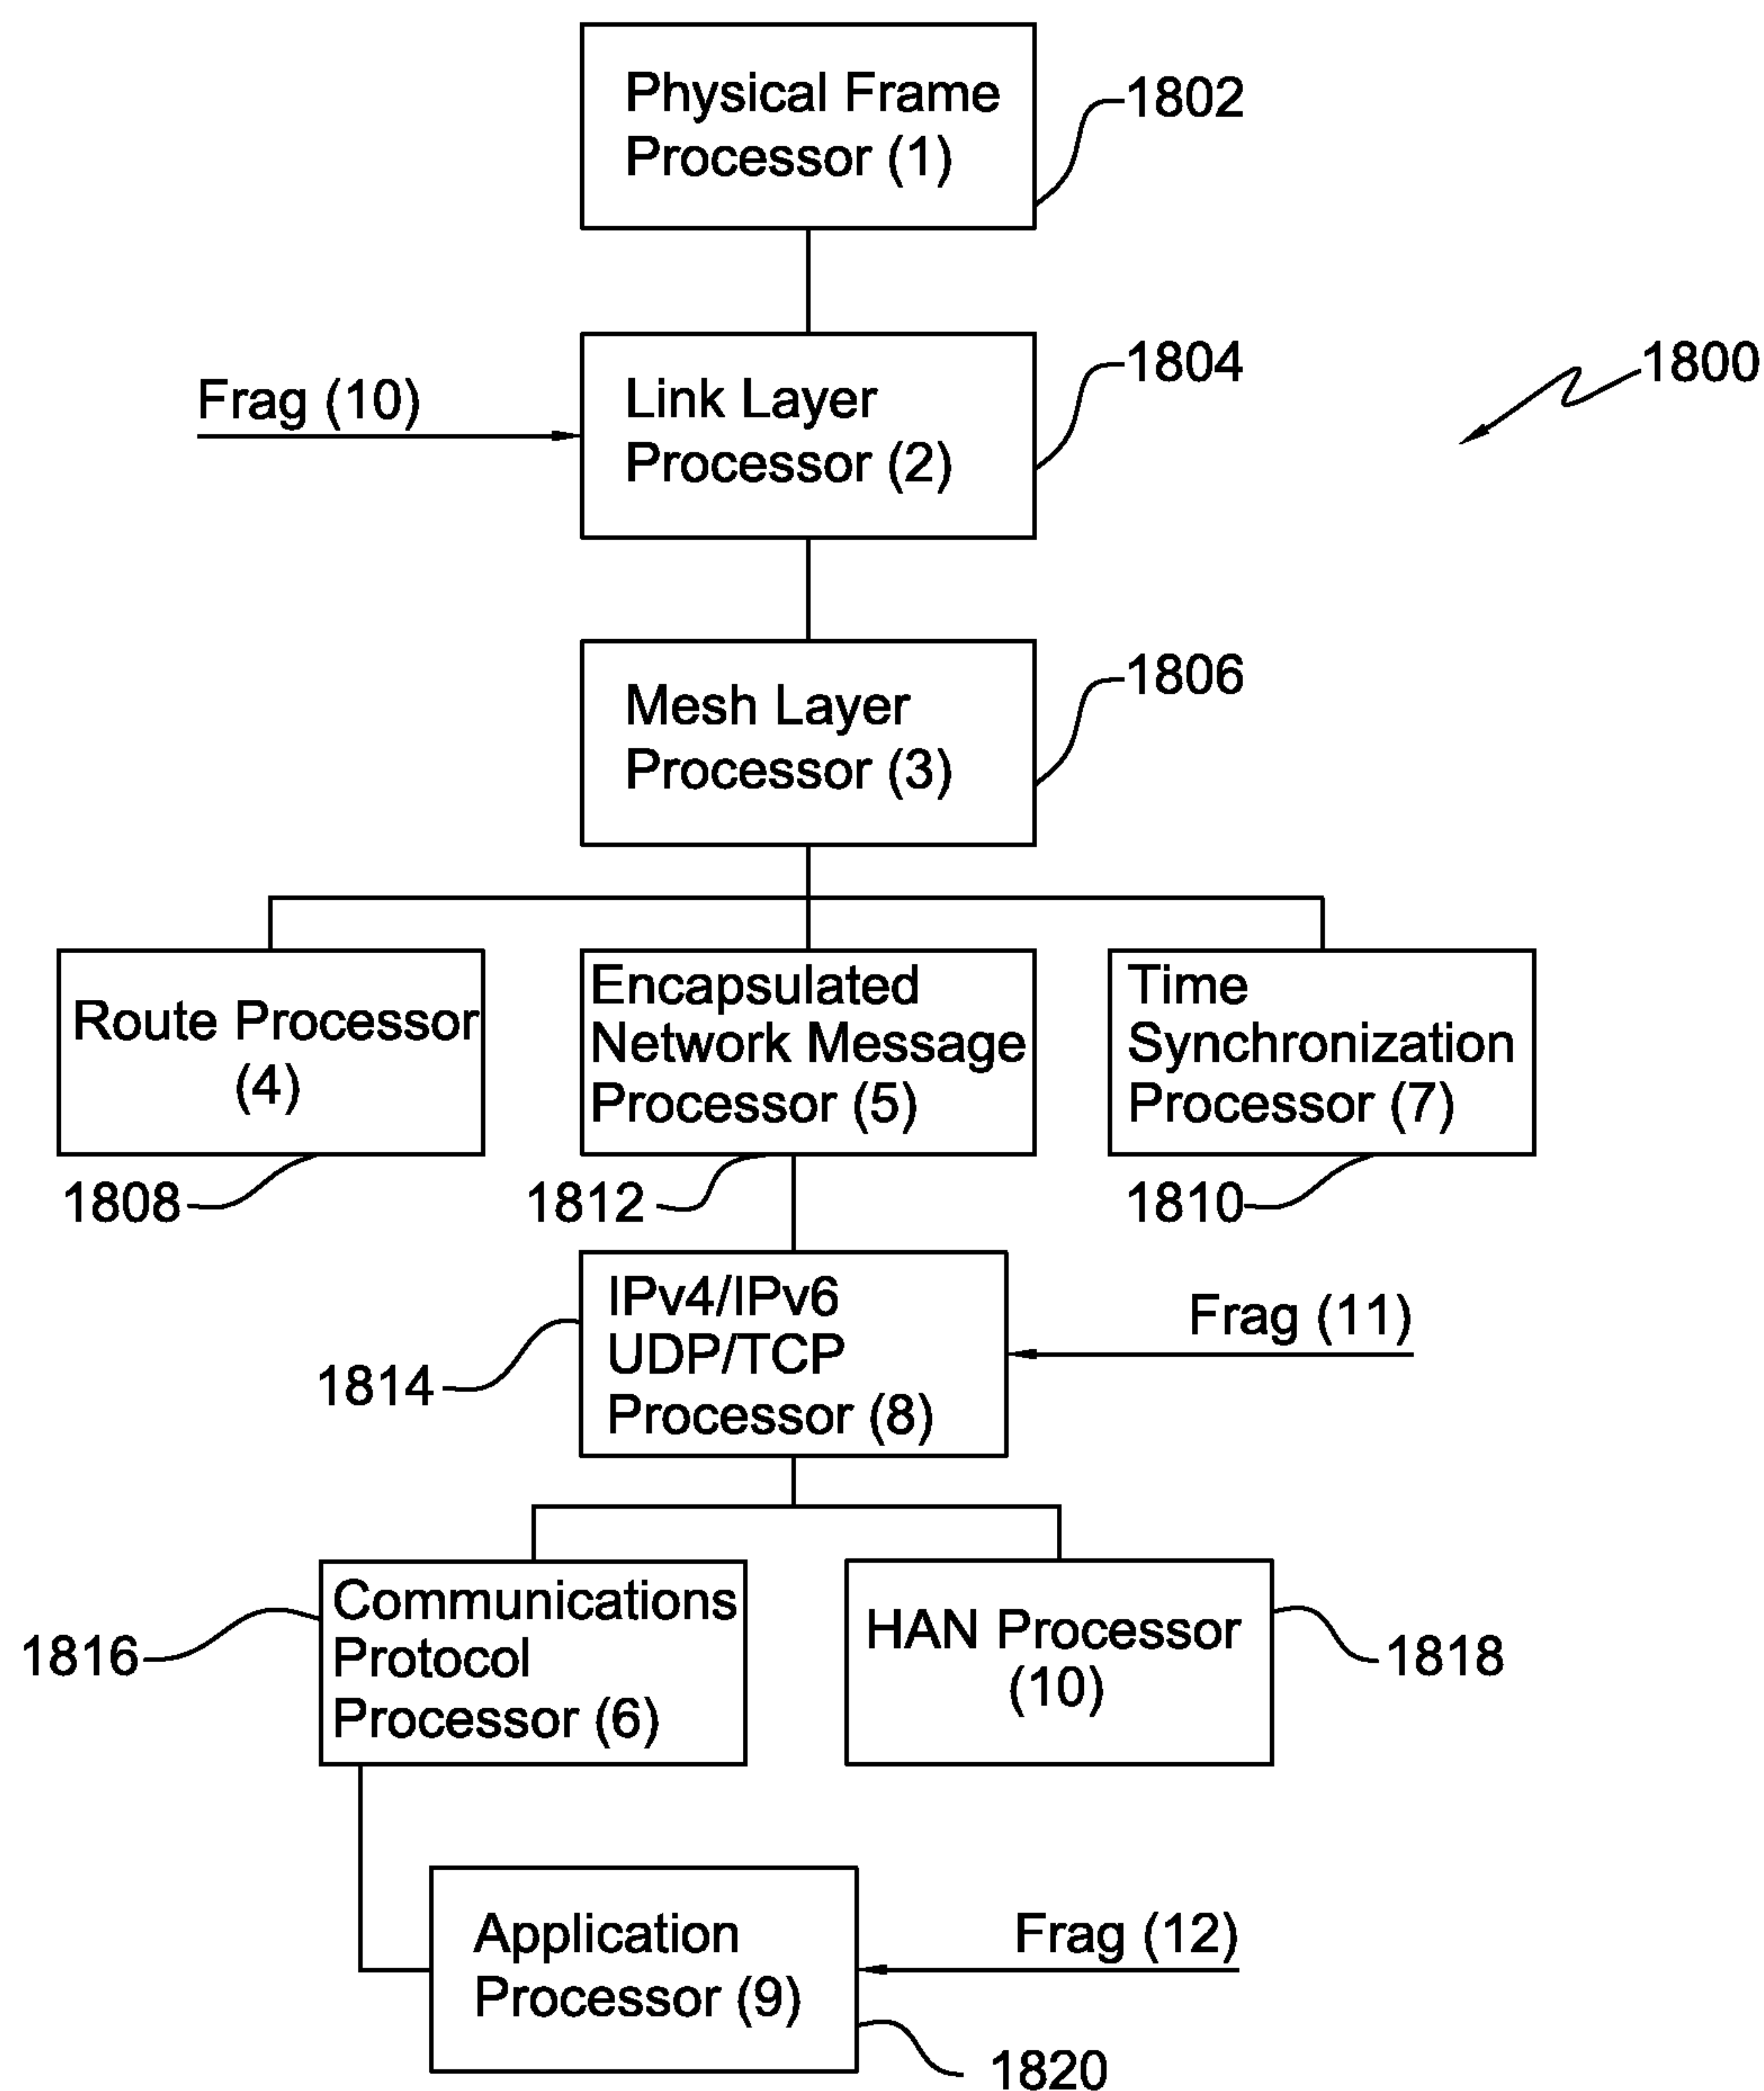 Physical Frame
Processor (1)
1802
Frag (10)
Link Layer
Processor (2)
1804
1800
Mesh Layer
Processor (3)
1806
Route Processor
(4)
1808
Encapsulated
Network Message
Processor (5)
1812
Time
Synchronization
Processor (7)
1810
IPv4/IPv6
UDP/TCP
Processor (8)
1814
Frag (11)
Communications
Protocol
Processor (6)
1816
HAN Processor
(10)
1818
Application
Processor (9)
Frag (12)
1820